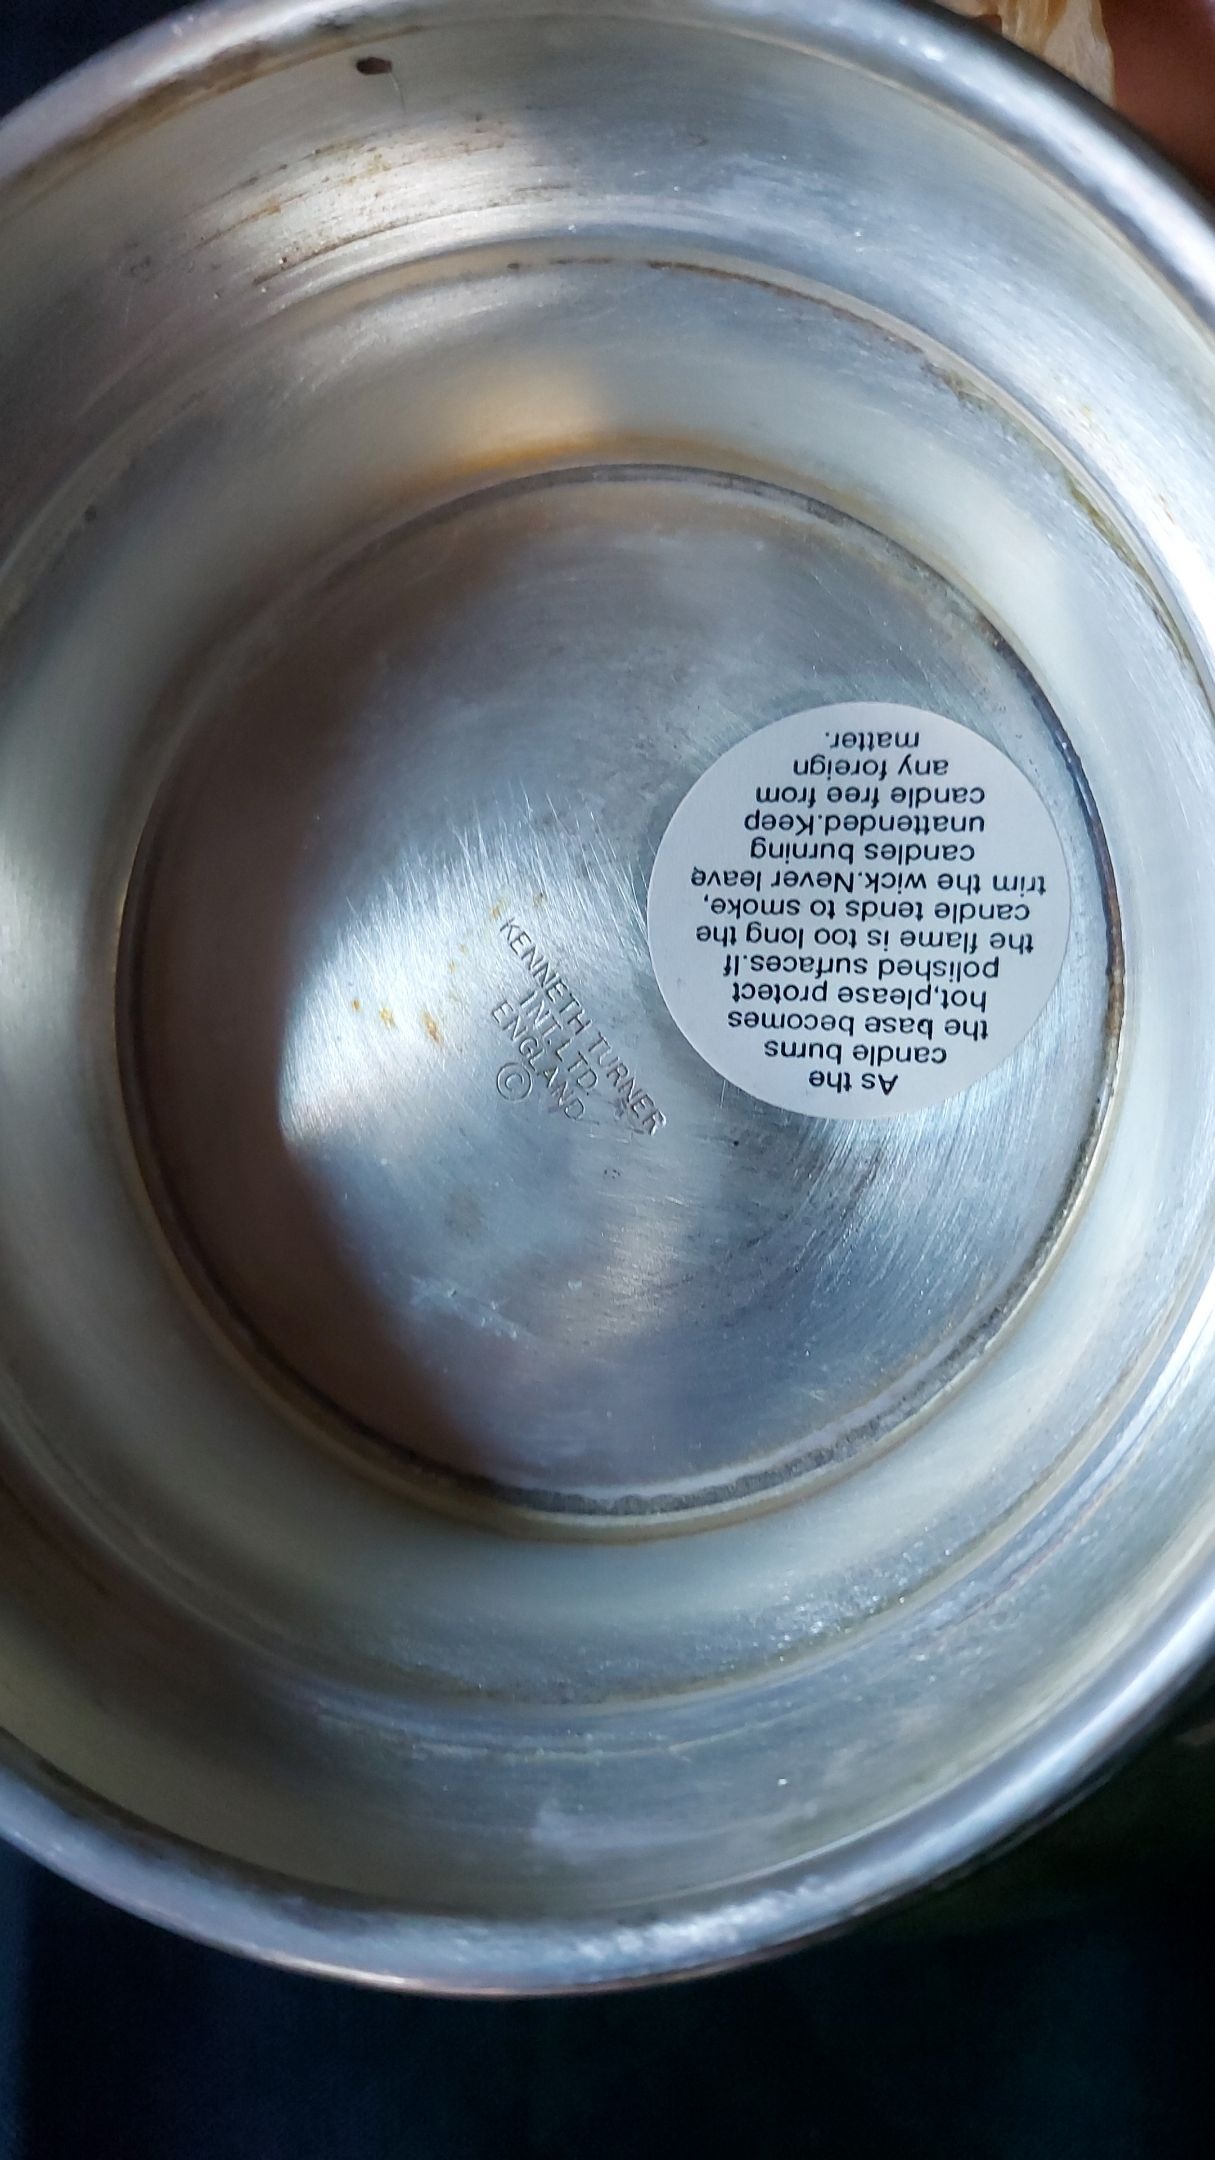 As the
candle burns
the base becomes
hot,please protect
polished surfaces.If
the flame is too long the
candle tends to smoke,
trim the wick.Never leave
candles burning
unattended.Keep
candle free from
any foreign
matter.
KENNETH TURNER
INT. LTD.
ENGLAND
©